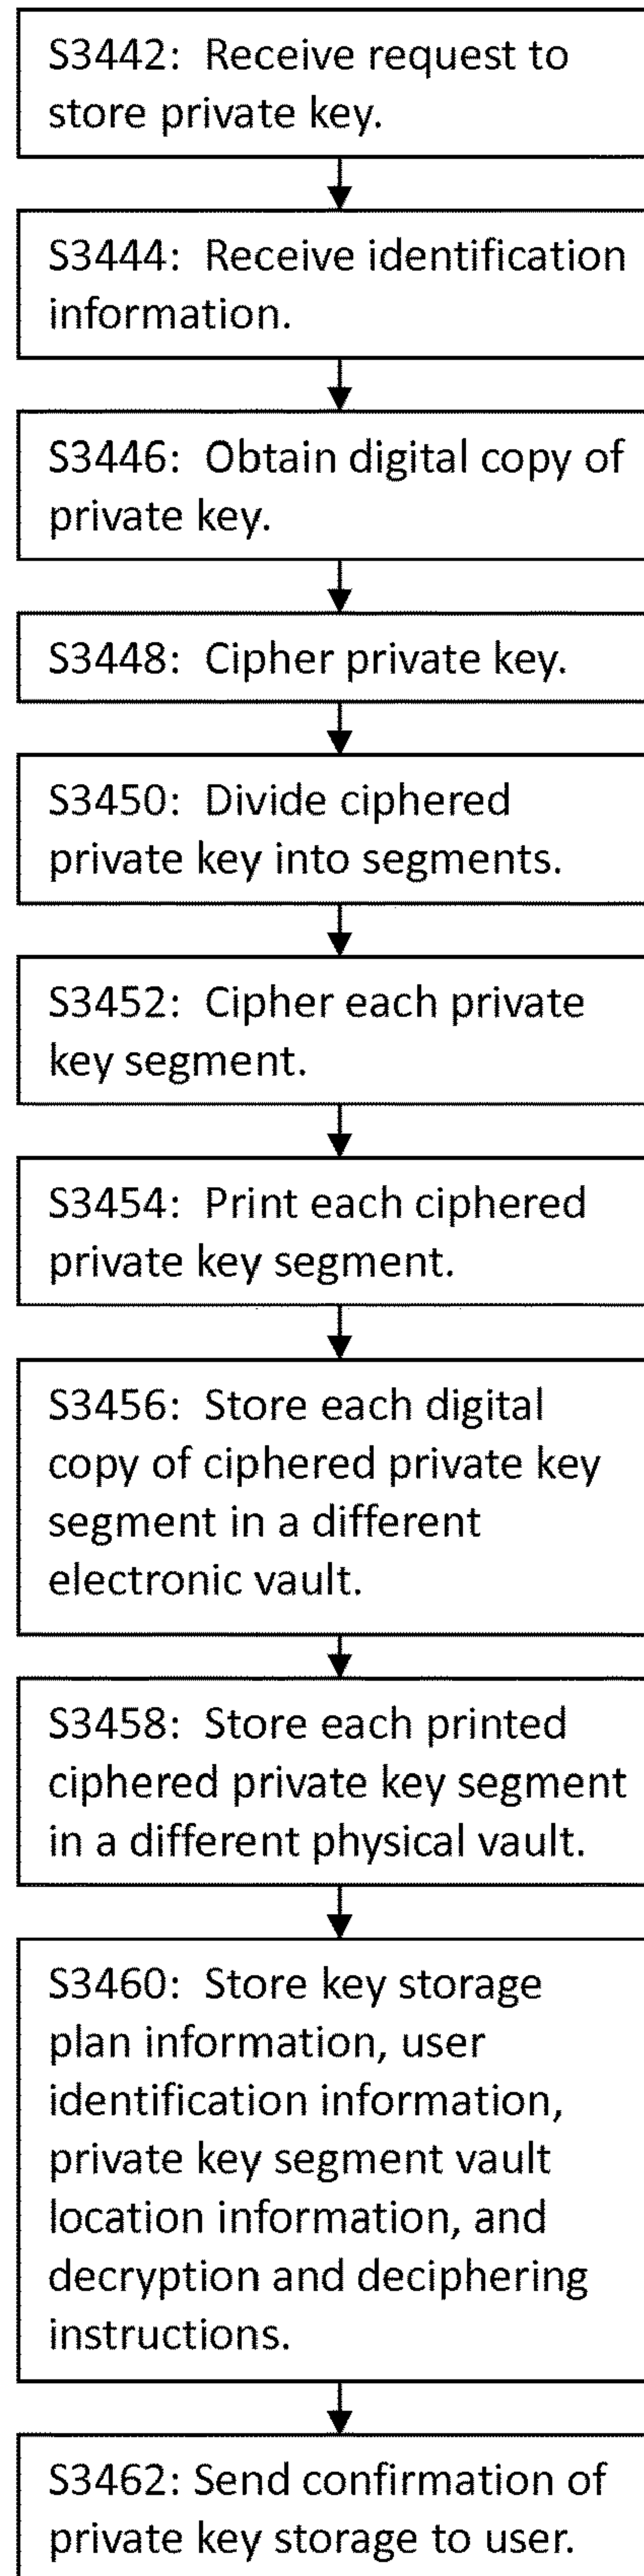 S3442:  Receive request to
store private key.
S3444:  Receive identification
information.
S3446:  Obtain digital copy of
private key.
S3448:  Cipher private key.
S3450:  Divide ciphered
private key into segments.
S3452:  Cipher each private
key segment.
S3454:  Print each ciphered
private key segment.
S3456:  Store each digital
copy of ciphered private key
segment in a different
electronic vault.
S3458:  Store each printed
ciphered private key segment
in a different physical vault.
S3460:  Store key storage
plan information, user
identification information,
private key segment vault
location information, and
decryption and deciphering
instructions.
S3462: Send confirmation of
private key storage to user.